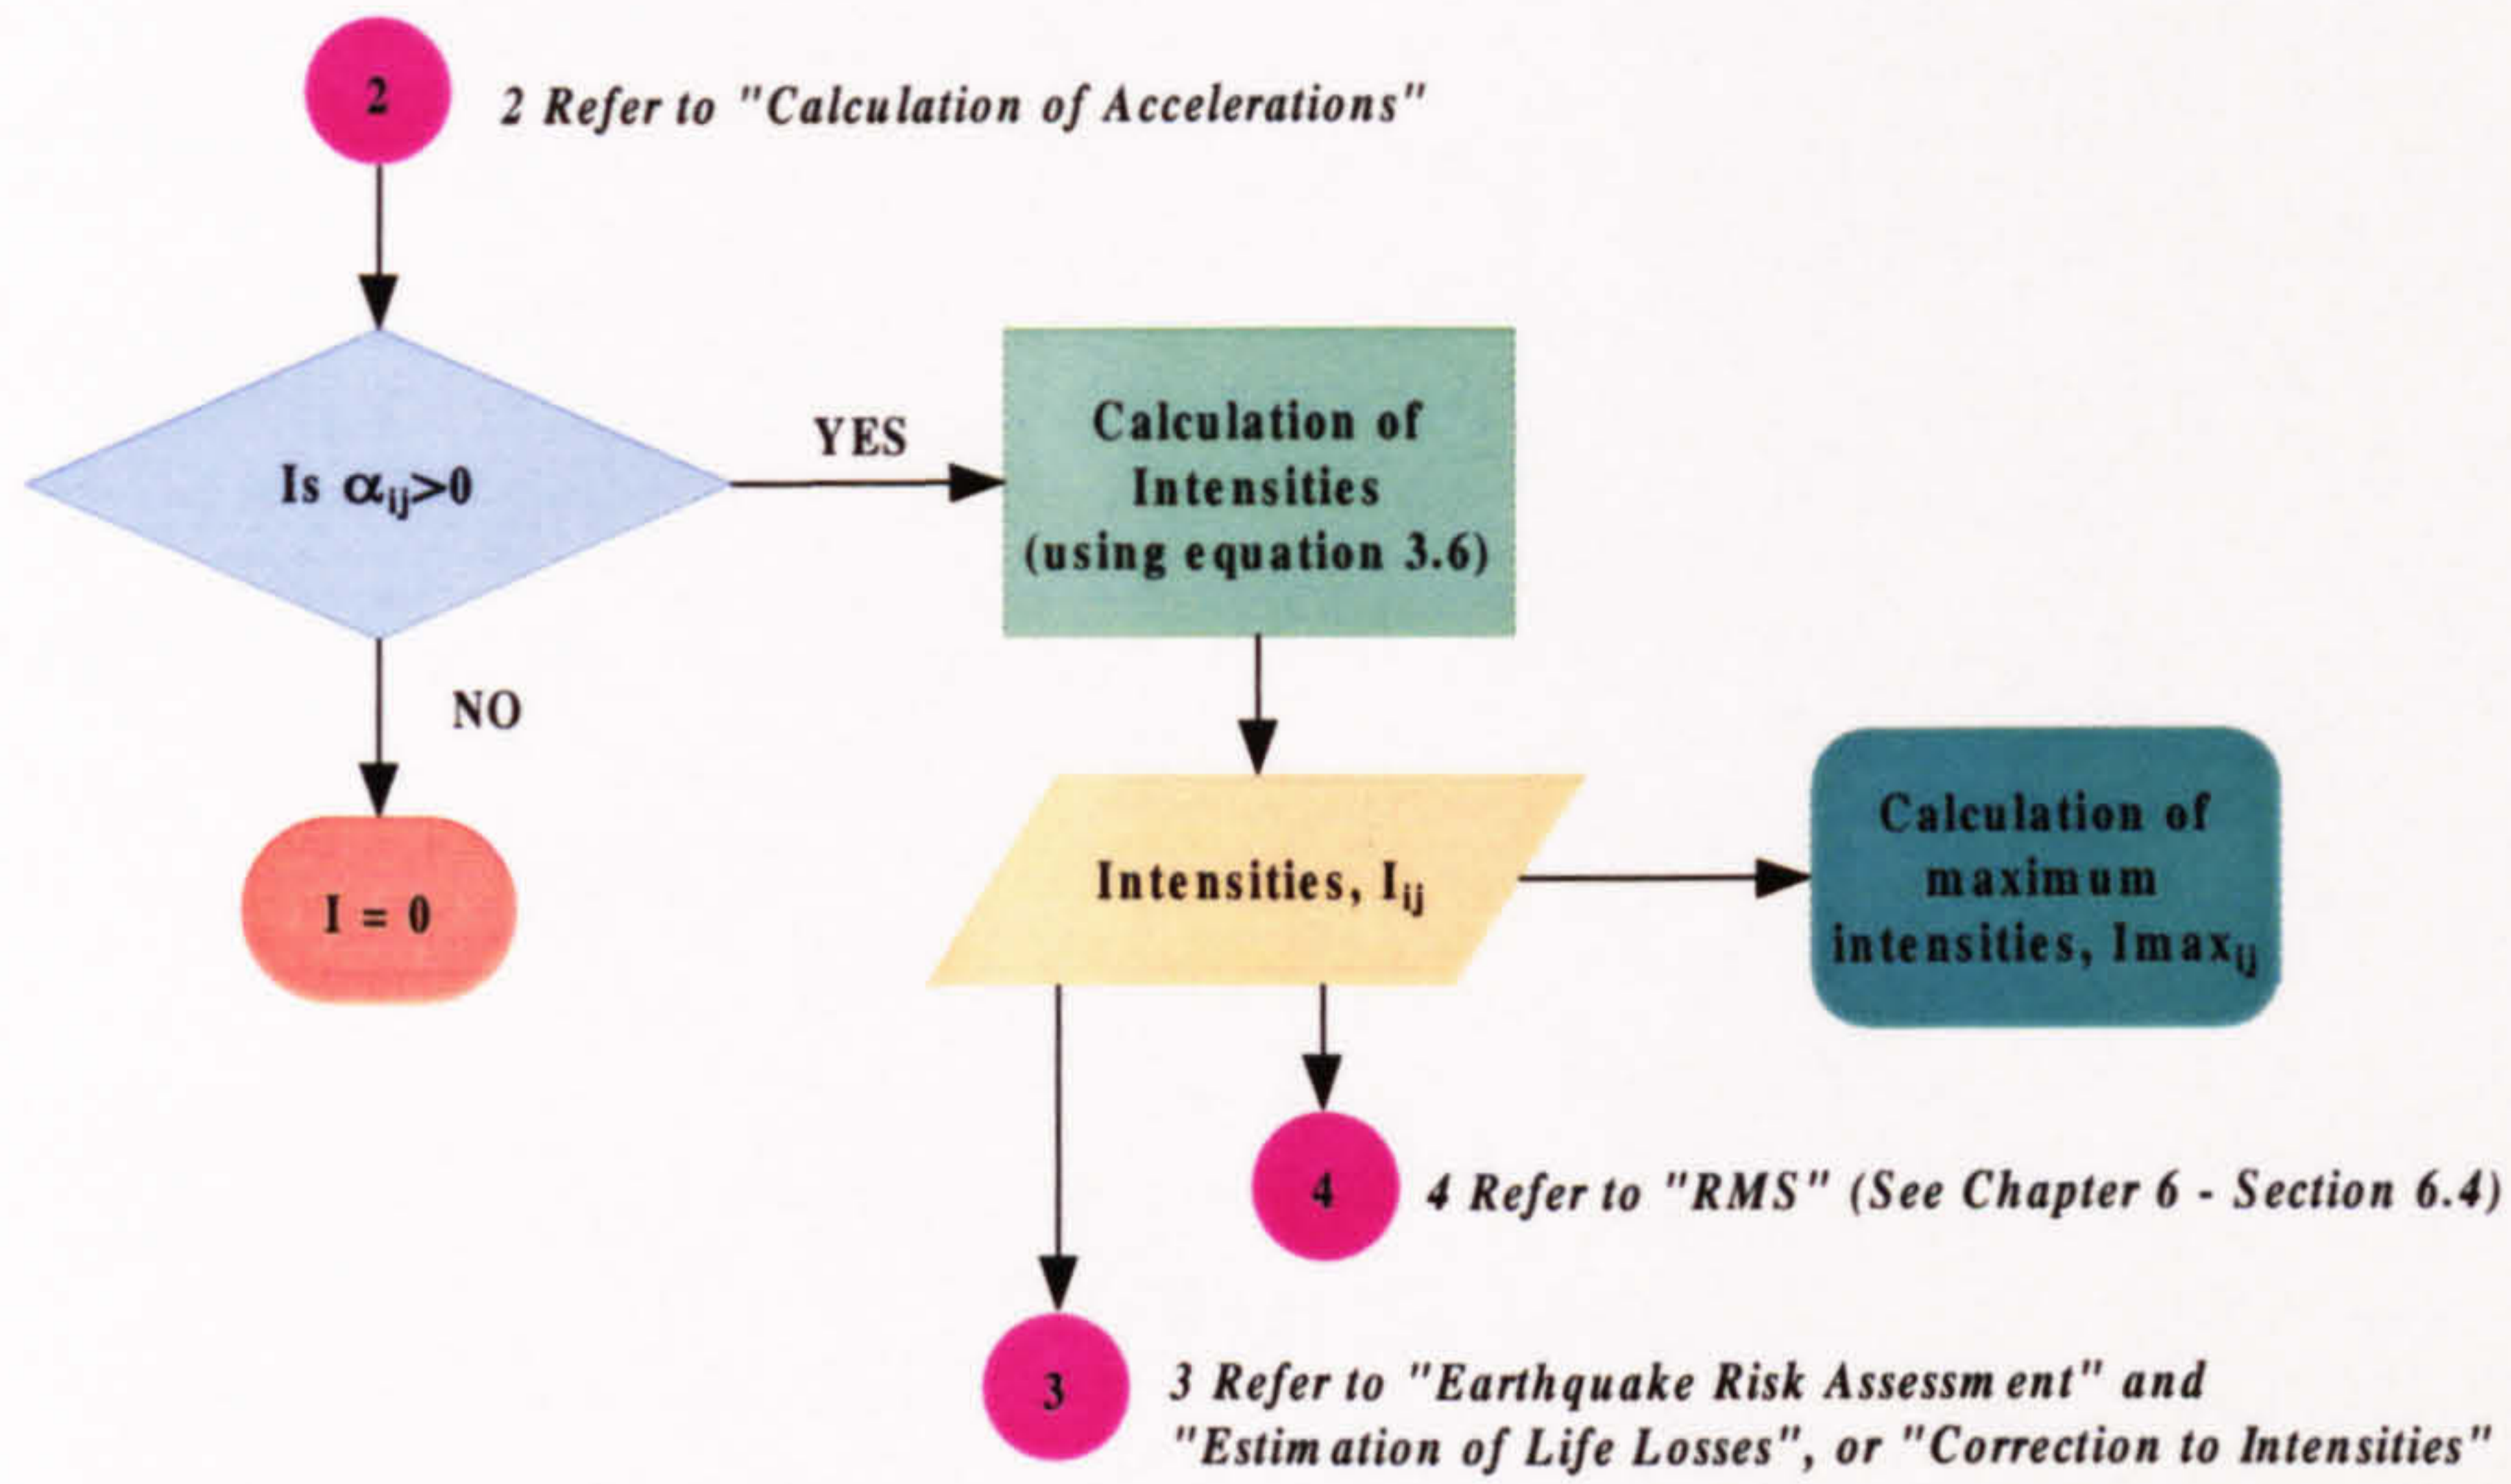 2
2 Refer to "Calculation of Accelerations"
Is αij>0
YES
Calculation of
Intensities
(using equation 3.6)
NO
I = 0
Intensities, Iij
Calculation of
maximum
intensities, Imaxij
4
4 Refer to "RMS" (See Chapter 6 - Section 6.4)
3
3 Refer to "Earthquake Risk Assessment" and
"Estimation of Life Losses", or "Correction to Intensities"